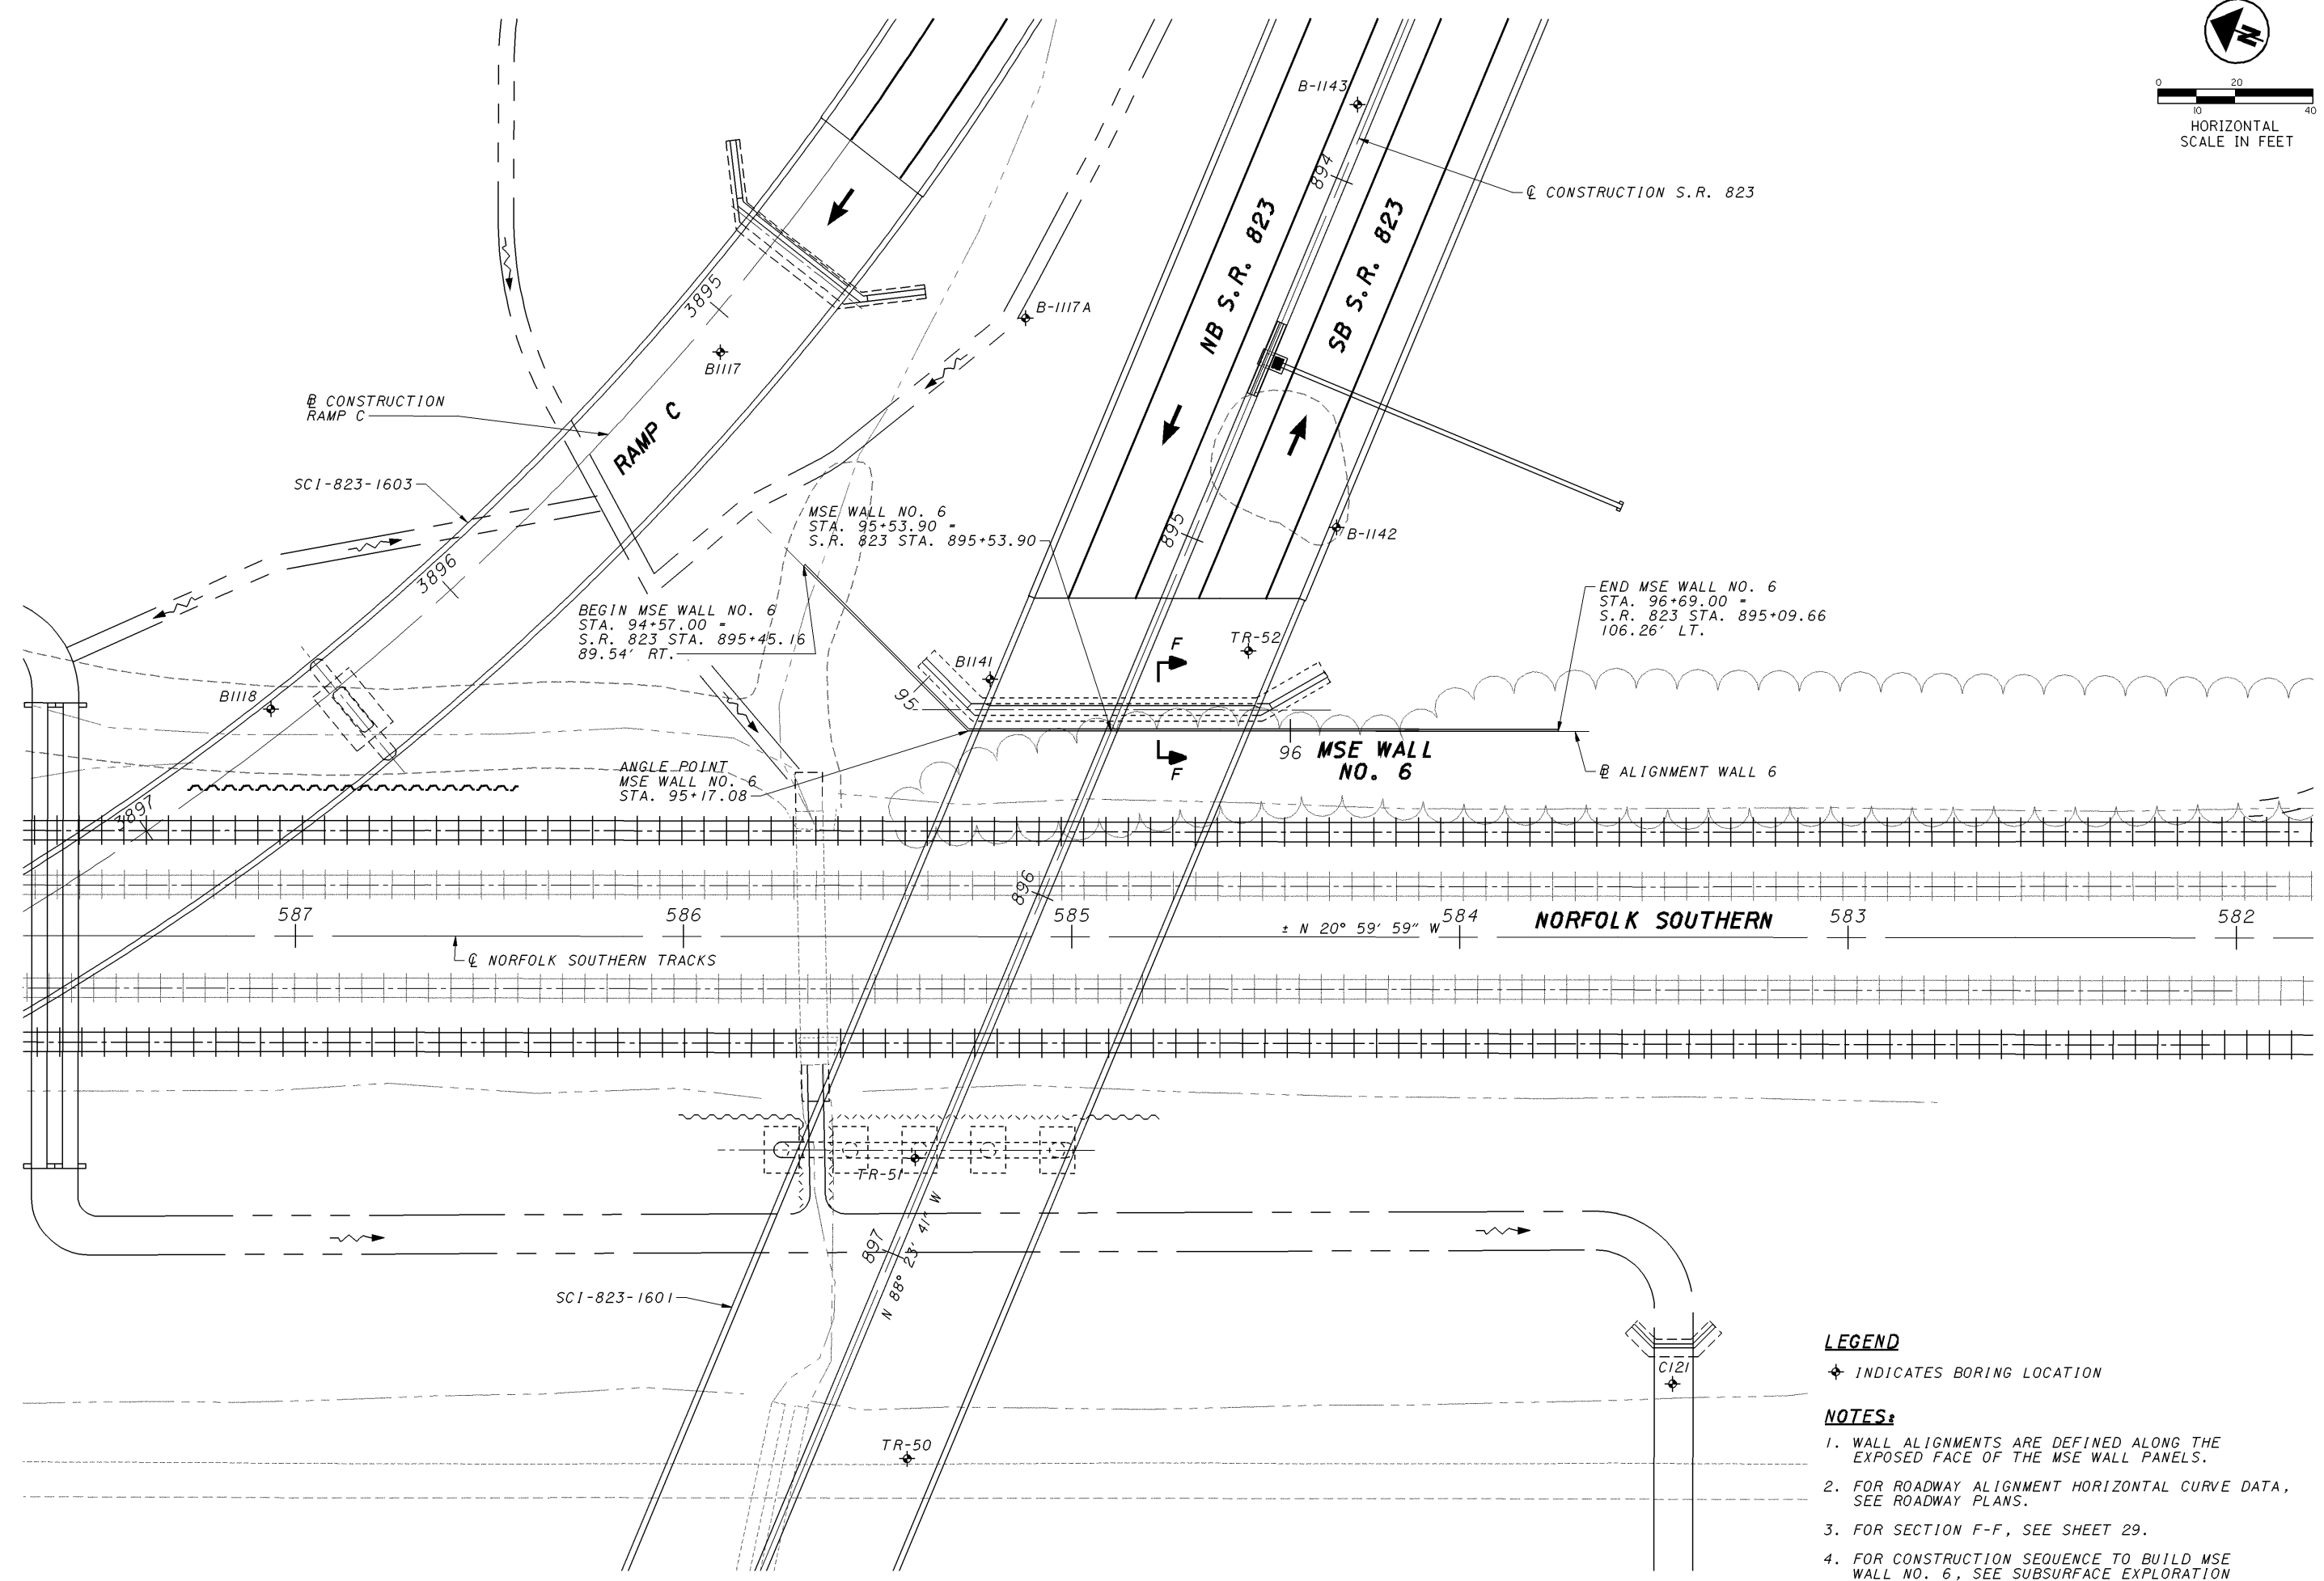 N
0 20
10 40
HORIZONTAL
SCALE IN FEET
B-1143
894
℄ CONSTRUCTION S.R. 823
NB S.R. 823
SB S.R. 823
3895
B-1117A
B1117
CONSTRUCTION
RAMP C
RAMP C
SCI-823-1603
MSE WALL NO. 6
STA. 95+53.90 =
S.R. 823 STA. 895+53.90
895
B-1142
3896
BEGIN MSE WALL NO. 6
STA. 94+57.00 =
S.R. 823 STA. 895+45.16
89.54' RT.
END MSE WALL NO. 6
STA. 96+69.00 =
S.R. 823 STA. 895+09.66
106.26' LT.
F
TR-52
B1141
B1118
95
96
MSE WALL
NO. 6
F
ANGLE POINT
MSE WALL NO. 6
STA. 95+17.08
ALIGNMENT WALL 6
3897
896
587
586
585
584
NORFOLK SOUTHERN
583
582
± N 20° 59' 59" W
℄ NORFOLK SOUTHERN TRACKS
TR-51
897
N 88° 23' 41" W
SCI-823-1601
C121
TR-50
LEGEND
INDICATES BORING LOCATION
NOTES:
1. WALL ALIGNMENTS ARE DEFINED ALONG THE
EXPOSED FACE OF THE MSE WALL PANELS.
2. FOR ROADWAY ALIGNMENT HORIZONTAL CURVE DATA,
SEE ROADWAY PLANS.
3. FOR SECTION F-F, SEE SHEET 29.
4. FOR CONSTRUCTION SEQUENCE TO BUILD MSE
WALL NO. 6, SEE SUBSURFACE EXPLORATION